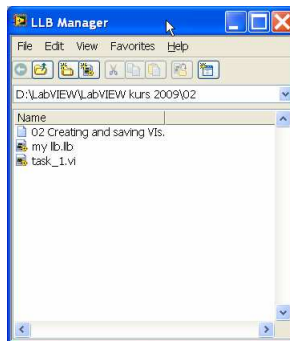 LLB Manager
File Edit View Favorites Help
D:\LabVIEW\LabVIEW kurs 2009\02
Name
02 Creating and saving VIs.
my lb.lb
task_1.vi